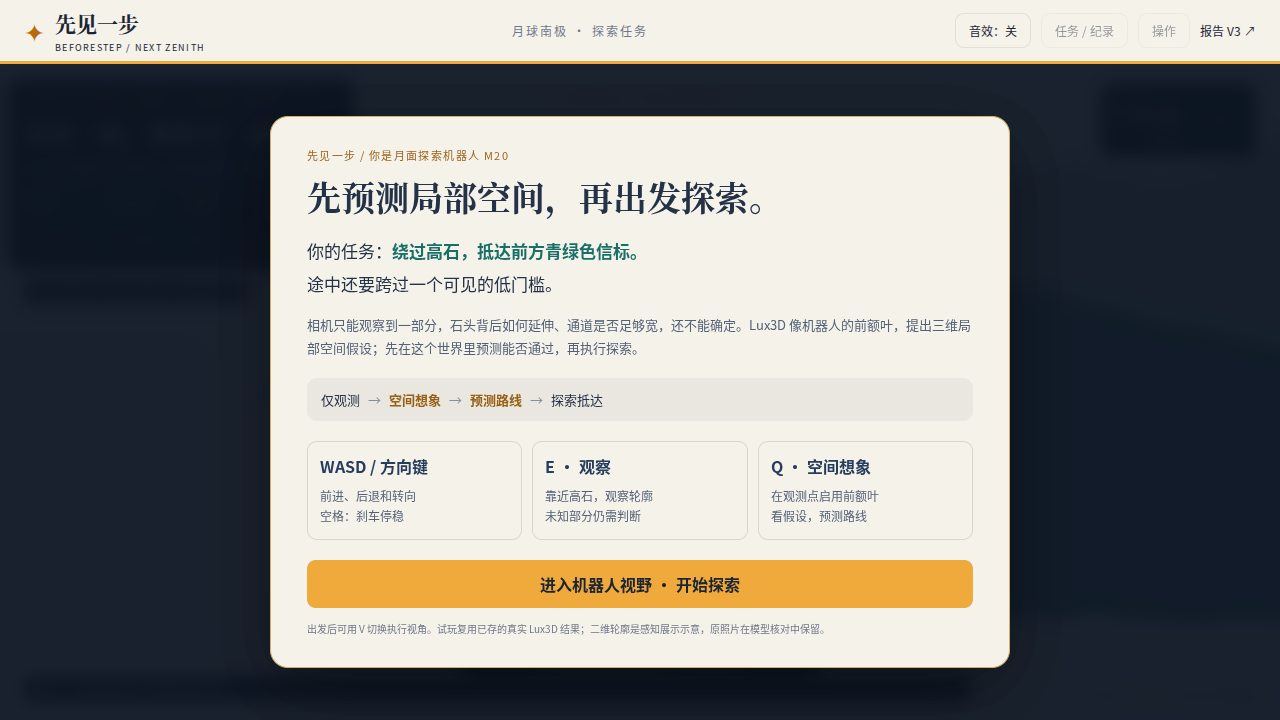 先见一步
BEFORESTEP / NEXT ZENITH
月球南极 · 探索任务
音效：关
任务 / 纪录
操作
报告 V3 ↗
先见一步 / 你是月面探索机器人 M20
先预测局部空间，再出发探索。
你的任务：绕过高石，抵达前方青绿色信标。
途中还要跨过一个可见的低门槛。
相机只能观察到一部分，石头背后如何延伸、通道是否足够宽，还不能确定。Lux3D 像机器人的前额叶，提出三维局
部空间假设；先在这个世界里预测能否通过，再执行探索。
仅观测 → 空间想象 → 预测路线 → 探索抵达
WASD / 方向键
前进、后退和转向
空格：刹车停稳
E · 观察
靠近高石，观察轮廓
未知部分仍需判断
Q · 空间想象
在观测点启用前额叶
看假设，预测路线
进入机器人视野 · 开始探索
出发后可用 V 切换执行视角。试玩复用已存的真实 Lux3D 结果；二维轮廓是感知展示示意，原照片在模型核对中保留。